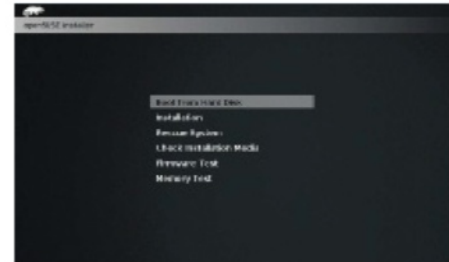 openSUSE installer
Boot from Hard Disk
Installation
Rescue System
Check Installation Media
Firmware Test
Memory Test